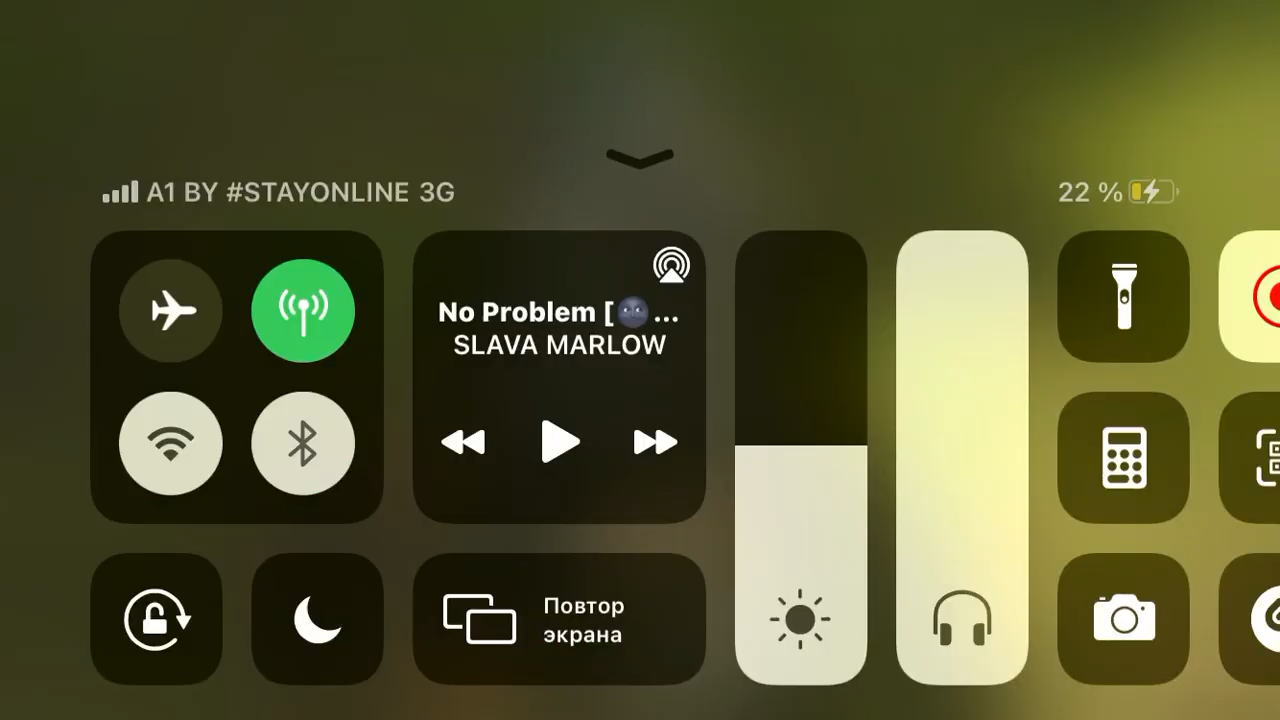 A1 BY #STAYONLINE 3G
22 %
No Problem [🌚...
SLAVA MARLOW
Повтор
экрана